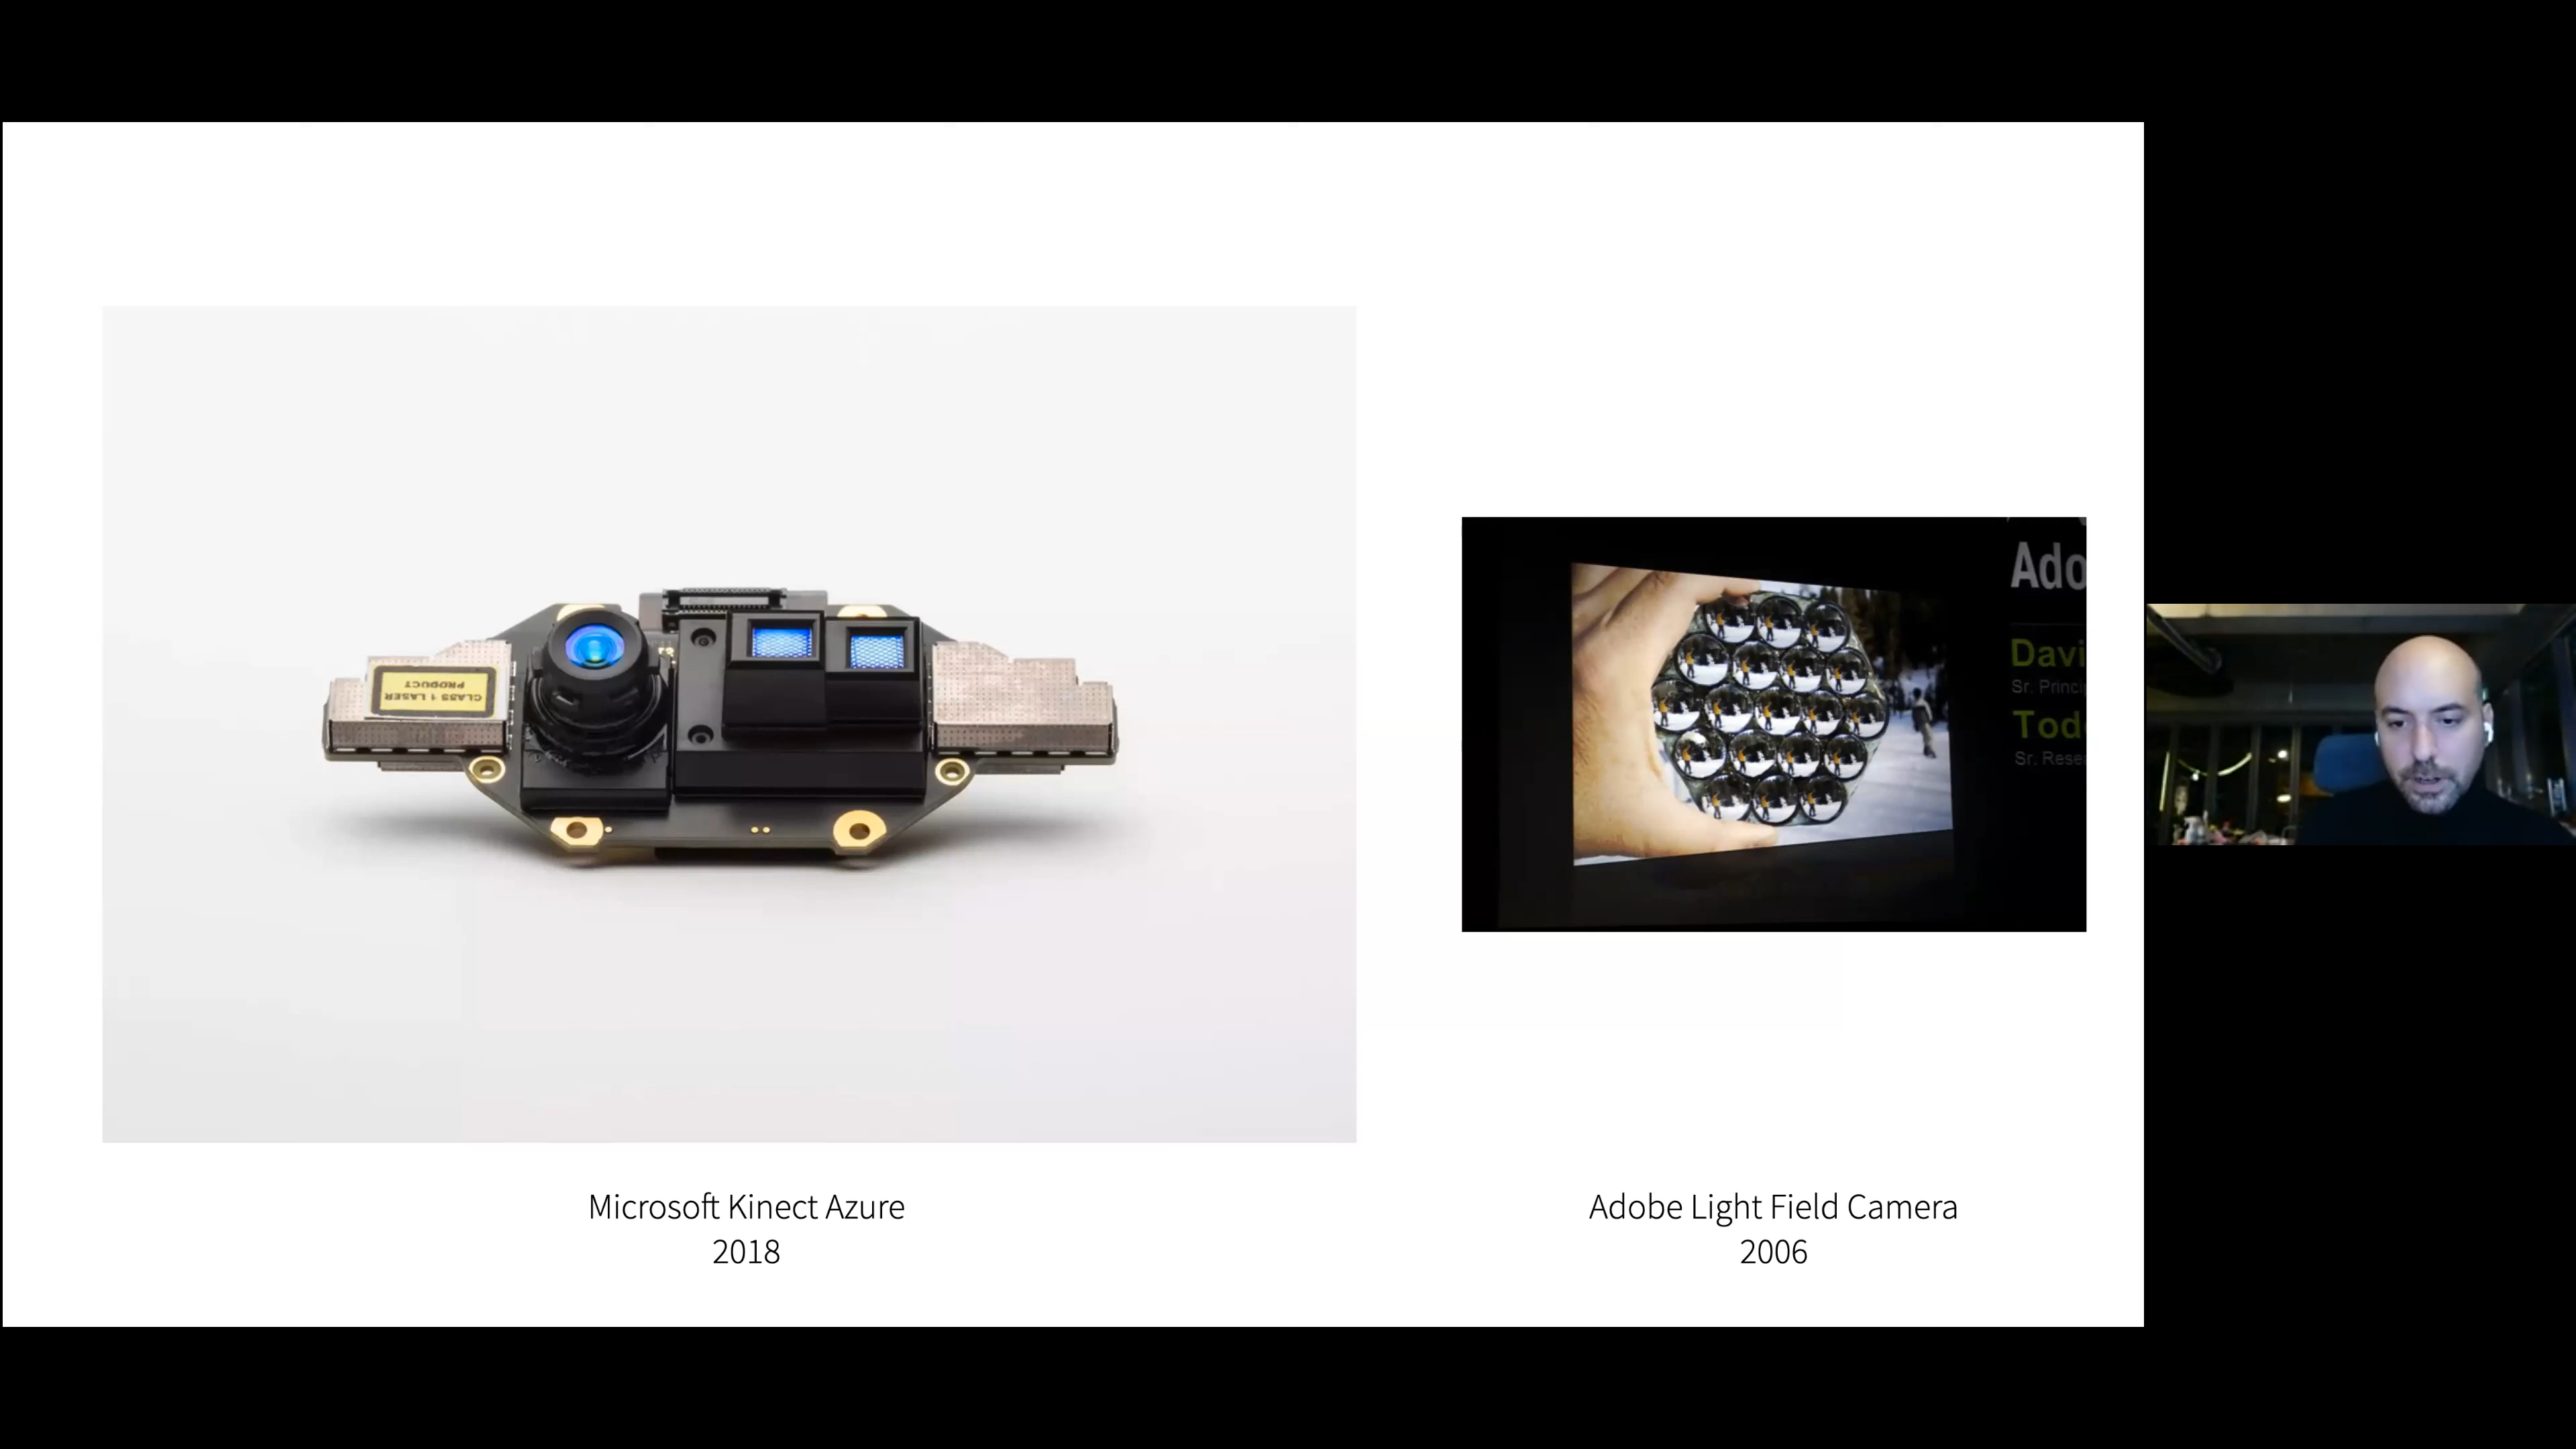 CLASS 1 LASER
PRODUCT
Ado
Davi
Sr. Princi
Tod
Sr. Rese
Microsoft Kinect Azure
2018
Adobe Light Field Camera
2006